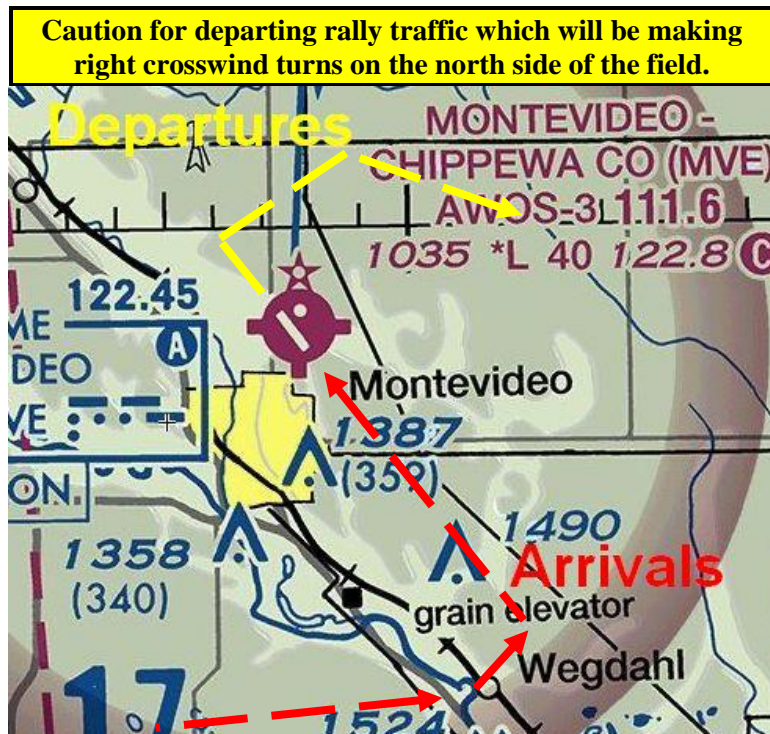 Caution for departing rally traffic which will be making
right crosswind turns on the north side of the field.
Departures
MONTEVIDEO -
CHIPPEWA CO (MVE)
AWOS-3 111.6
1035 *L 40 122.8 C
122.45
ME
A
DEO
VE
ON.
Montevideo
1387
(359)
1358
(340)
1490
Arrivals
grain elevator
Wegdahl
17
1524